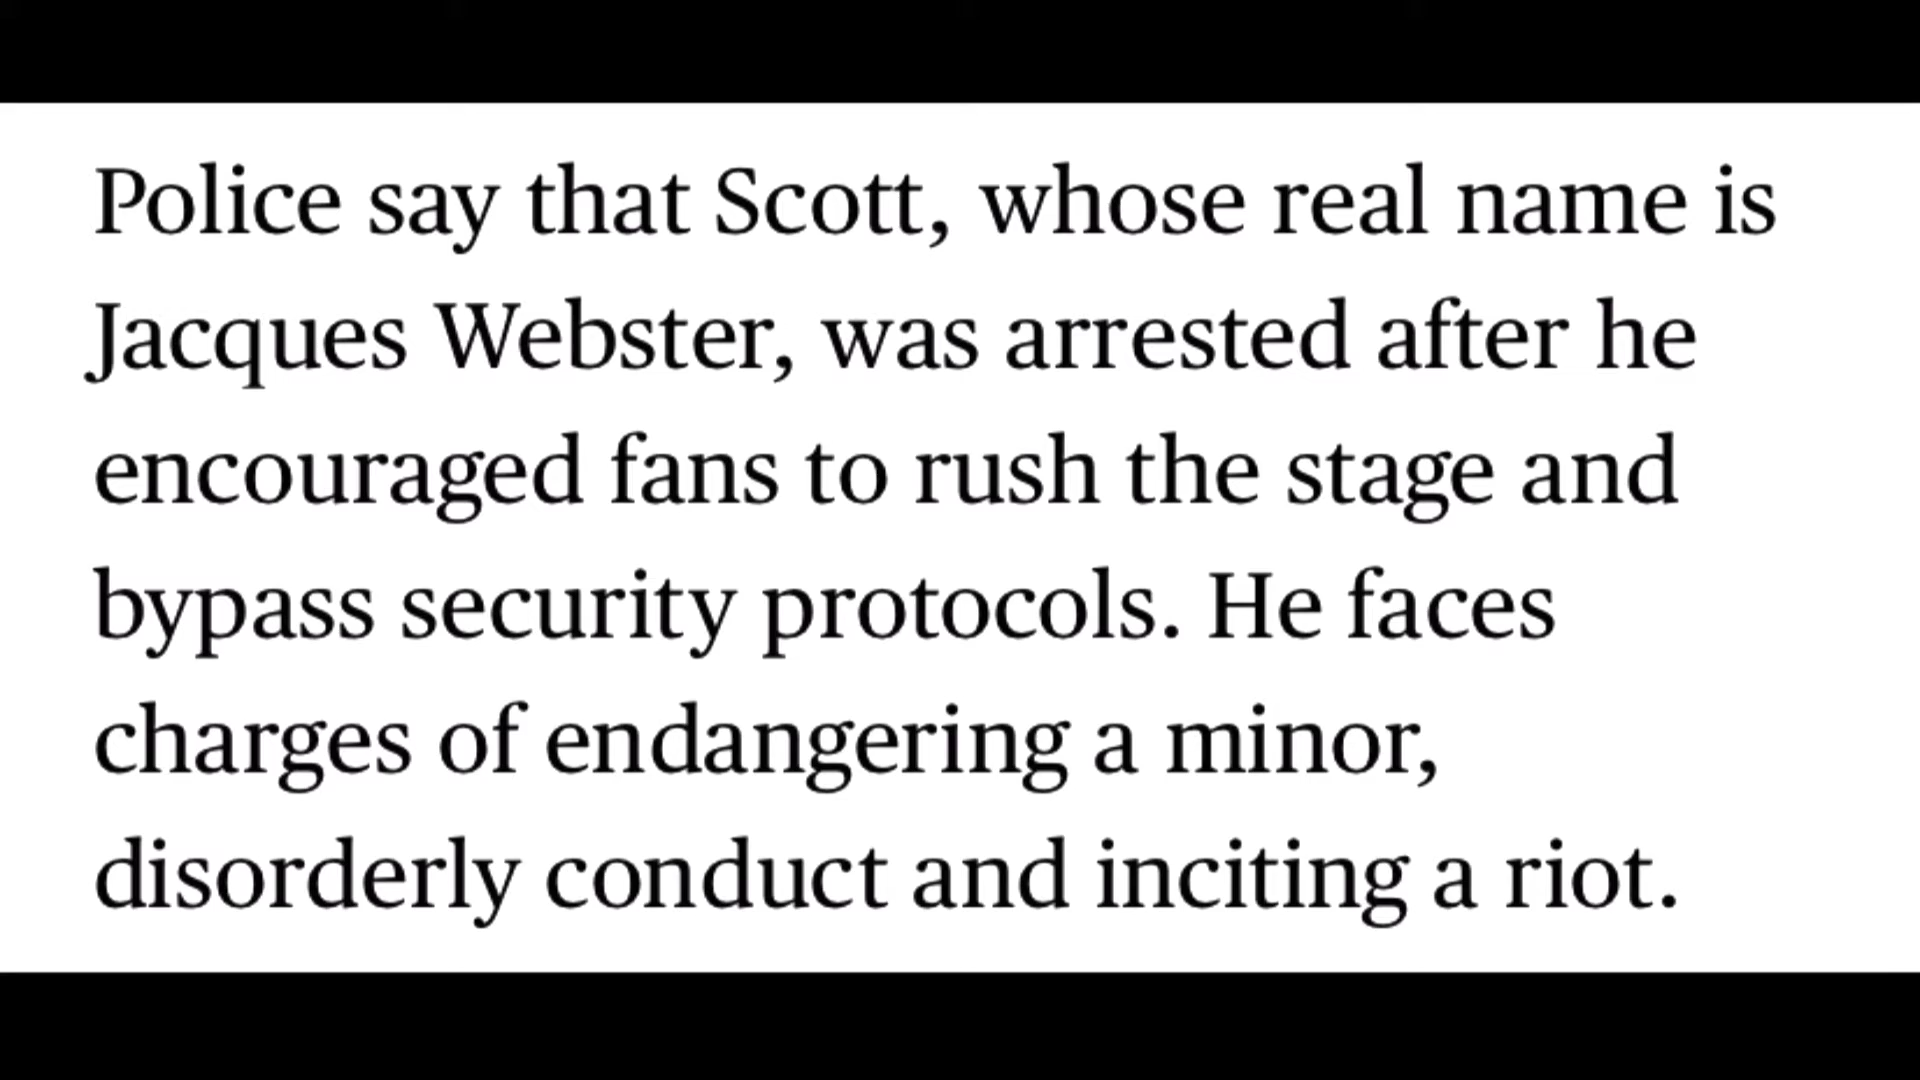 Police say that Scott, whose real name is
Jacques Webster, was arrested after he
encouraged fans to rush the stage and
bypass security protocols. He faces
charges of endangering a minor,
disorderly conduct and inciting a riot.